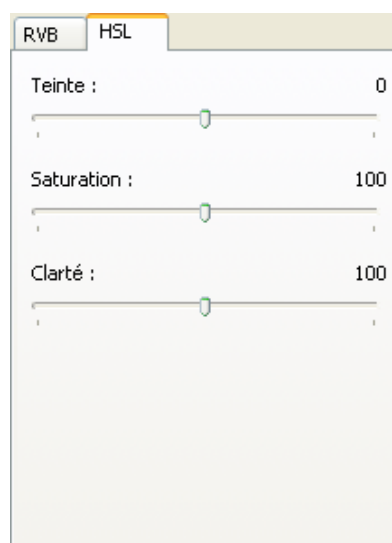 RVB HSL
Teinte : 0
Saturation : 100
Clarté : 100